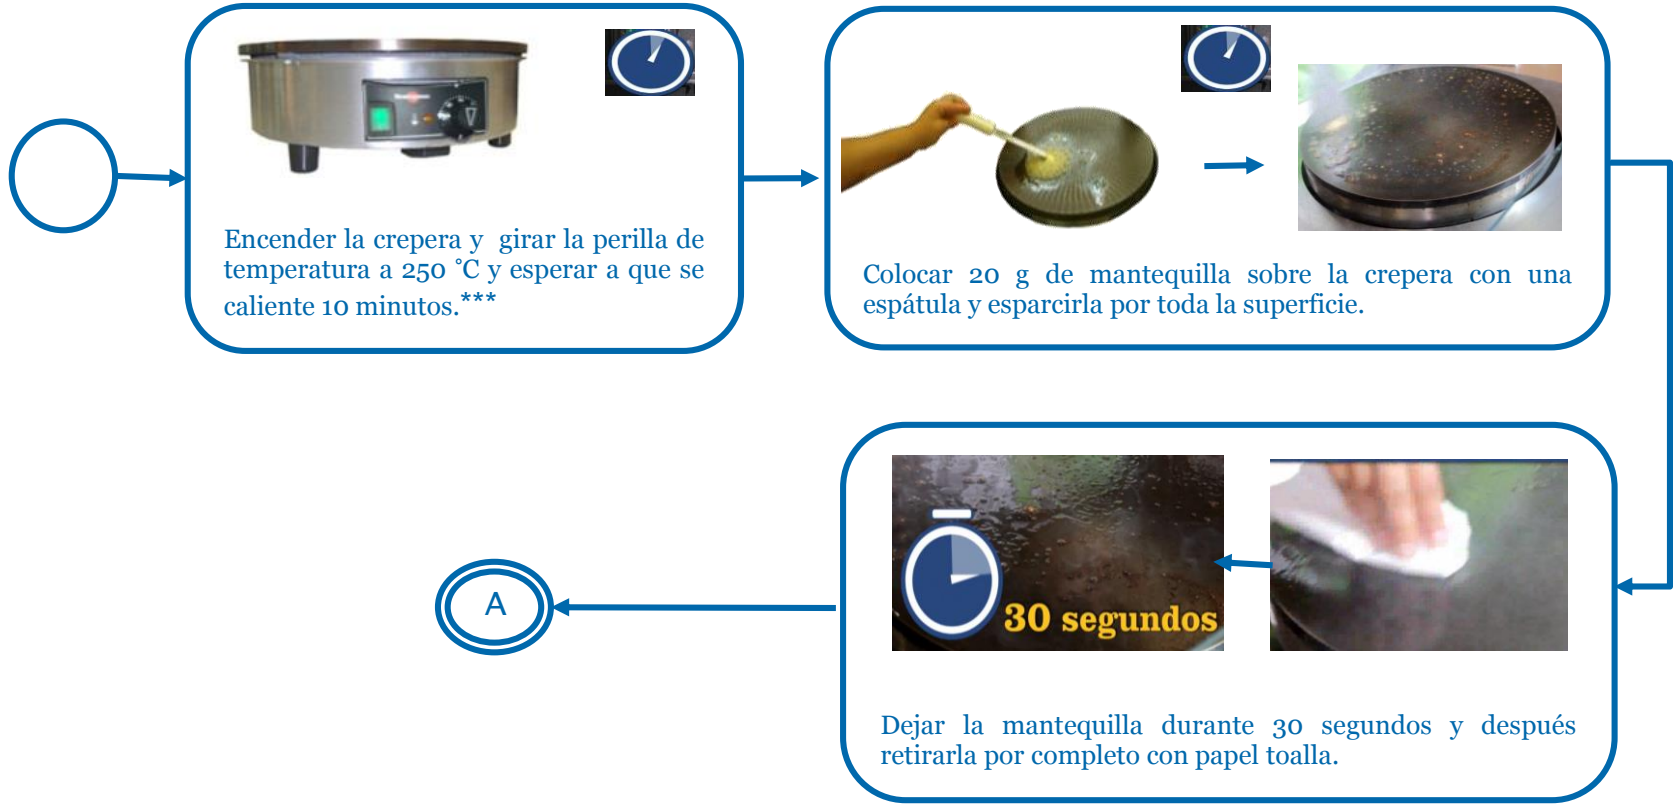 Encender la crepera y girar la perilla de
temperatura a 250 °C y esperar a que se
caliente 10 minutos.***
Colocar 20 g de mantequilla sobre la crepera con una
espátula y esparcirla por toda la superficie.
30 segundos
Dejar la mantequilla durante 30 segundos y después
retirarla por completo con papel toalla.
A